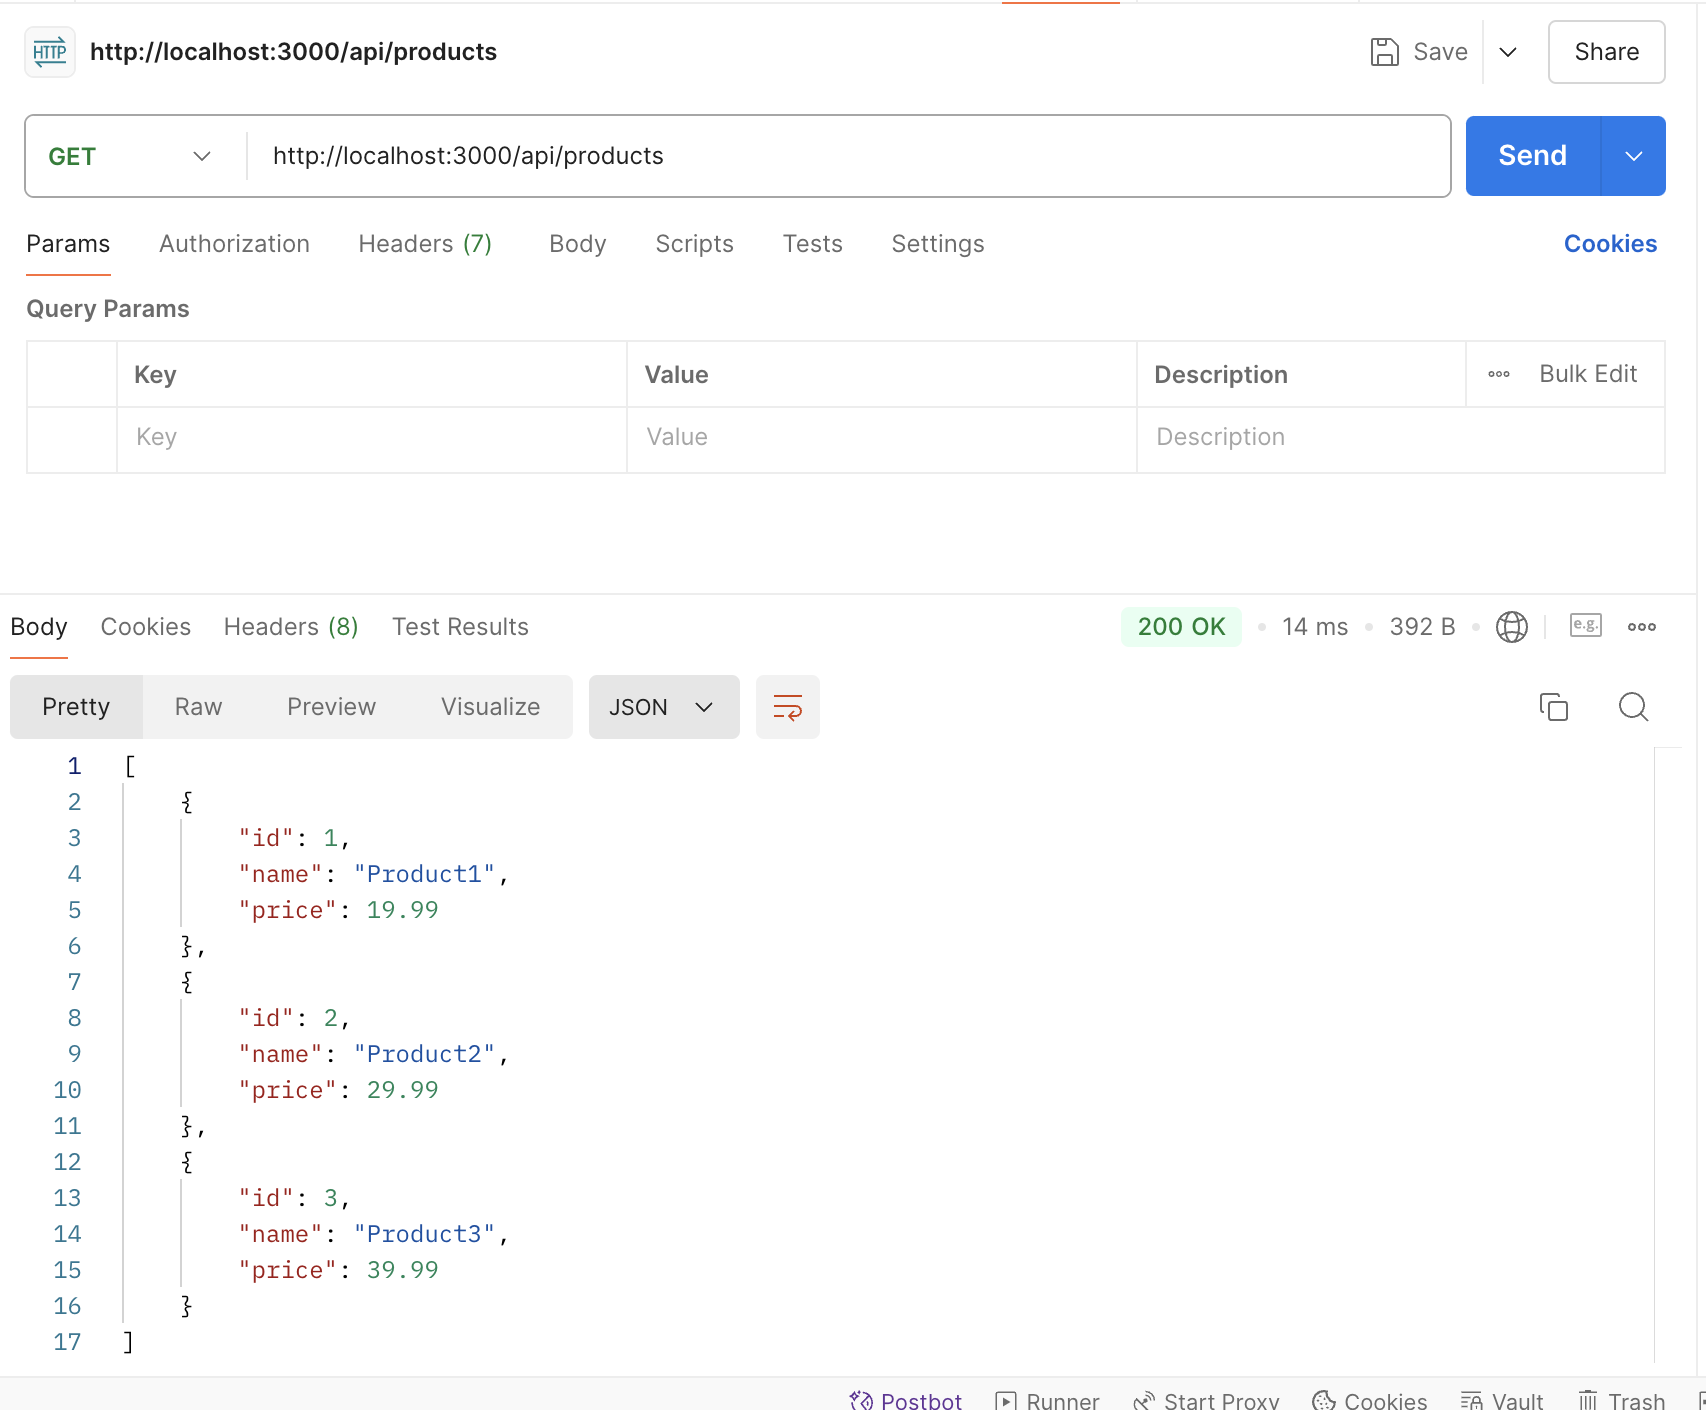 HTTP http://localhost:3000/api/products Save Share
GET http://localhost:3000/api/products Send
Params Authorization Headers (7) Body Scripts Tests Settings Cookies
Query Params
Key Value Description Bulk Edit
Key Value Description
Body Cookies Headers (8) Test Results 200 OK 14 ms 392 B e.g.
Pretty Raw Preview Visualize JSON
1 [
2 {
3 "id": 1,
4 "name": "Product1",
5 "price": 19.99
6 },
7 {
8 "id": 2,
9 "name": "Product2",
10 "price": 29.99
11 },
12 {
13 "id": 3,
14 "name": "Product3",
15 "price": 39.99
16 }
17 ]
Postbot Runner Start Proxy Cookies Vault Trash